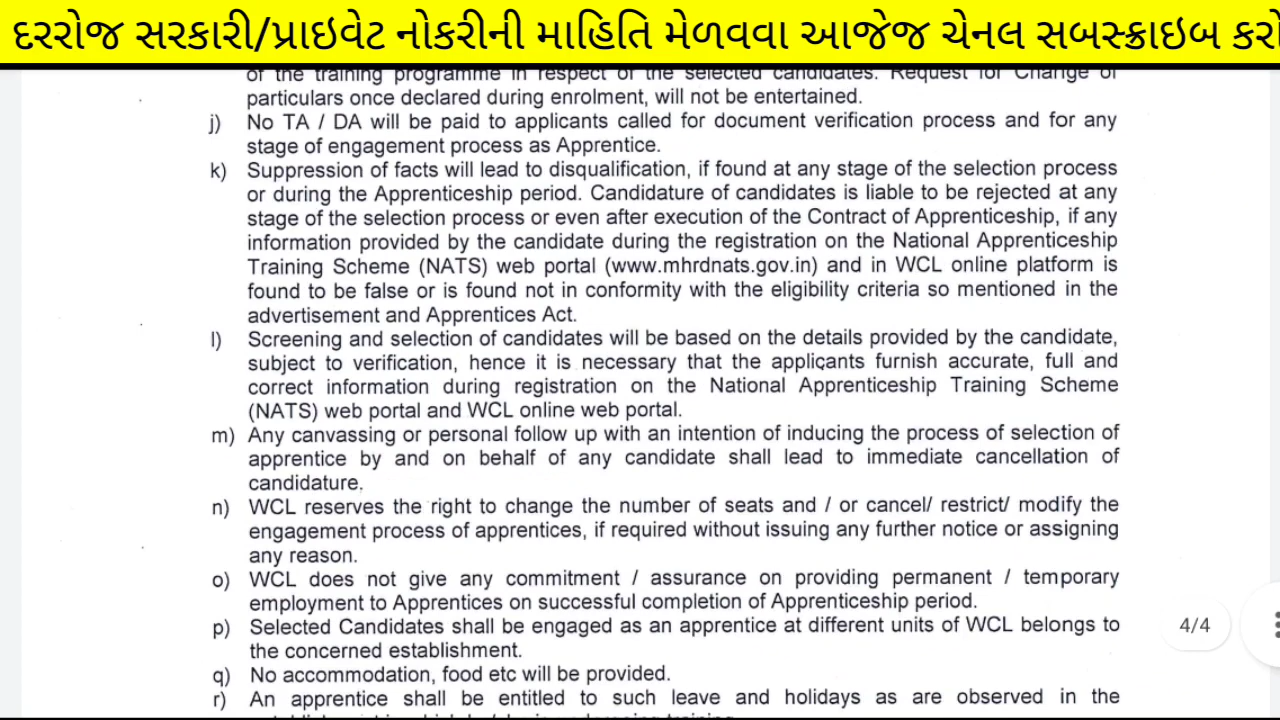 દરરોજ સરકારી/પ્રાઇવેટ નોકરીની માહિતિ મેળવવા આજેજ ચેનલ સબસ્ક્રાઇબ કરો
of the training programme in respect of the selected candidates. Request for Change of
particulars once declared during enrolment, will not be entertained.
j) No TA / DA will be paid to applicants called for document verification process and for any
stage of engagement process as Apprentice.
k) Suppression of facts will lead to disqualification, if found at any stage of the selection process
or during the Apprenticeship period. Candidature of candidates is liable to be rejected at any
stage of the selection process or even after execution of the Contract of Apprenticeship, if any
information provided by the candidate during the registration on the National Apprenticeship
Training Scheme (NATS) web portal (www.mhrdnats.gov.in) and in WCL online platform is
found to be false or is found not in conformity with the eligibility criteria so mentioned in the
advertisement and Apprentices Act.
l) Screening and selection of candidates will be based on the details provided by the candidate,
subject to verification, hence it is necessary that the applicants furnish accurate, full and
correct information during registration on the National Apprenticeship Training Scheme
(NATS) web portal and WCL online web portal.
m) Any canvassing or personal follow up with an intention of inducing the process of selection of
apprentice by and on behalf of any candidate shall lead to immediate cancellation of
candidature.
n) WCL reserves the right to change the number of seats and / or cancel/ restrict/ modify the
engagement process of apprentices, if required without issuing any further notice or assigning
any reason.
o) WCL does not give any commitment / assurance on providing permanent / temporary
employment to Apprentices on successful completion of Apprenticeship period.
p) Selected Candidates shall be engaged as an apprentice at different units of WCL belongs to
the concerned establishment.
4/4
q) No accommodation, food etc will be provided.
r) An apprentice shall be entitled to such leave and holidays as are observed in the